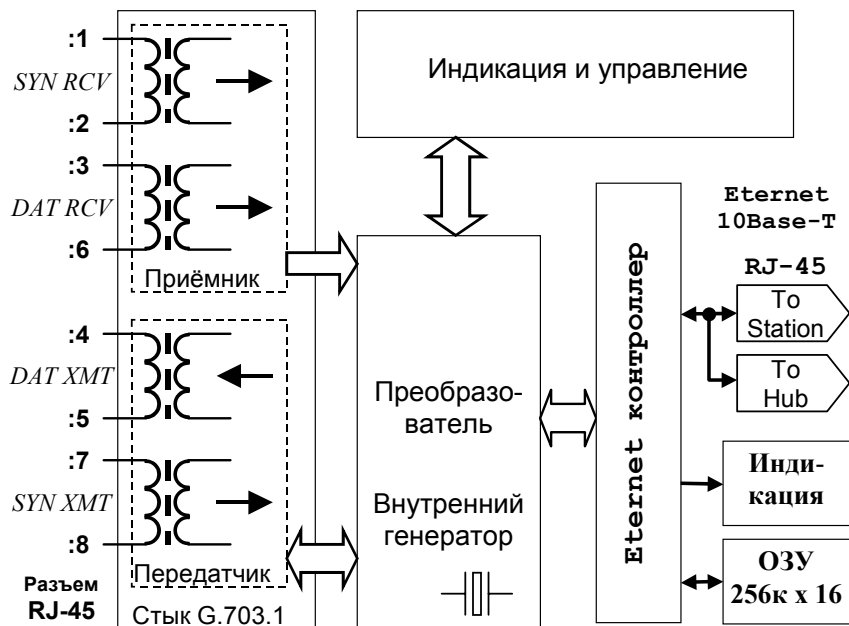 :1
SYN RCV
:2
:3
DAT RCV
:6
Приёмник
:4
DAT XMT
:5
:7
SYN XMT
:8
Передатчик
Разъем
RJ-45
Стык G.703.1
Индикация и управление
Преобразо-
ватель
Внутренний
генератор
Eternet контроллер
Eternet
10Base-T
RJ-45
To
Station
To
Hub
Инди-
кация
ОЗУ
256к x 16